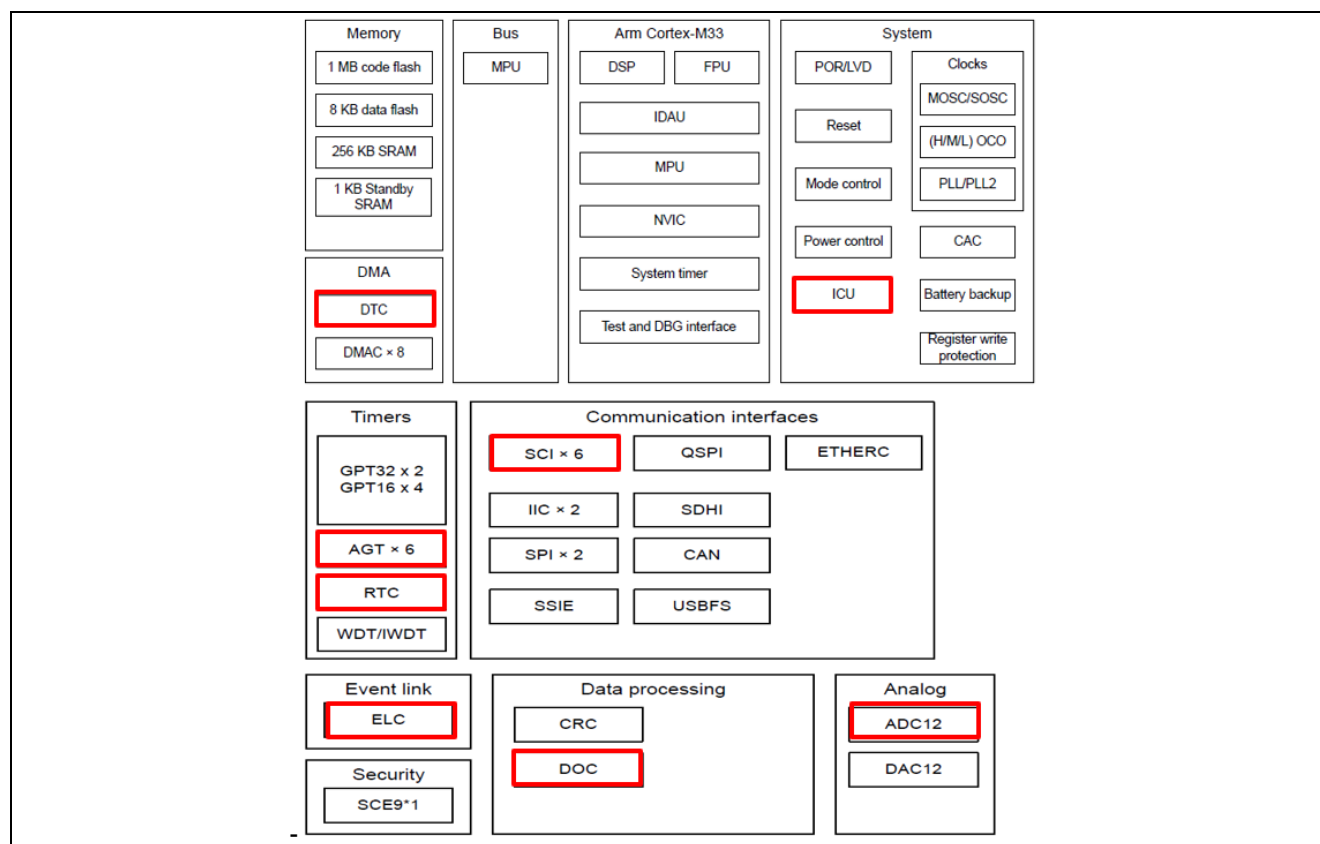 Memory
1 MB code flash
8 KB data flash
256 KB SRAM
1 KB Standby
SRAM
DMA
DTC
DMAC × 8
Bus
MPU
Arm Cortex-M33
DSP
FPU
IDAU
MPU
NVIC
System timer
Test and DBG interface
System
POR/LVD
Reset
Mode control
Power control
ICU
Clocks
MOSC/SOSC
(H/M/L) OCO
PLL/PLL2
CAC
Battery backup
Register write
protection
Timers
GPT32 x 2
GPT16 x 4
AGT × 6
RTC
WDT/IWDT
Communication interfaces
SCI × 6
QSPI
ETHERC
IIC × 2
SDHI
SPI × 2
CAN
SSIE
USBFS
Event link
ELC
Security
SCE9*1
Data processing
CRC
DOC
Analog
ADC12
DAC12